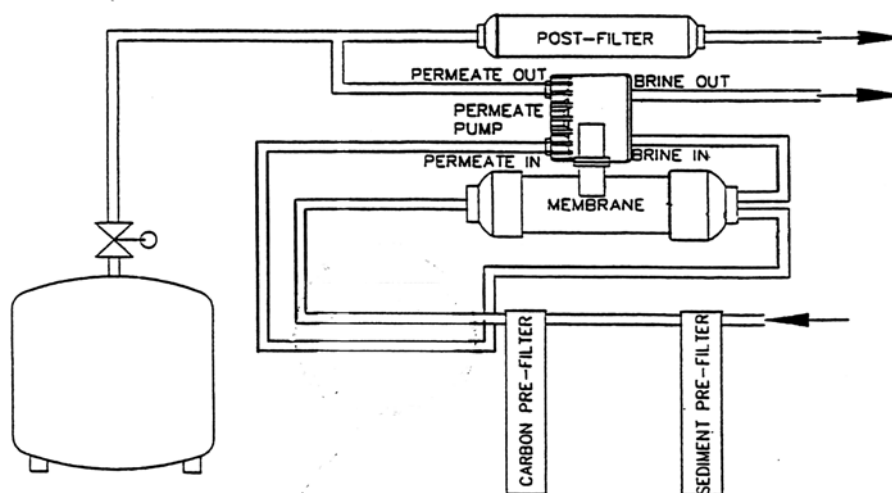 POST-FILTER
PERMEATE OUT
BRINE OUT
PERMEATE
PUMP
PERMEATE IN
BRINE IN
MEMBRANE
CARBON PRE-FILTER
SEDIMENT PRE-FILTER